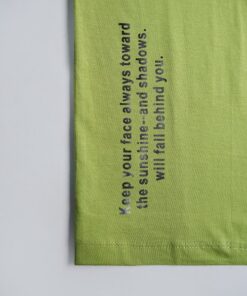 Keep your face always toward
the sunshine--and shadows.
will fall behind you.